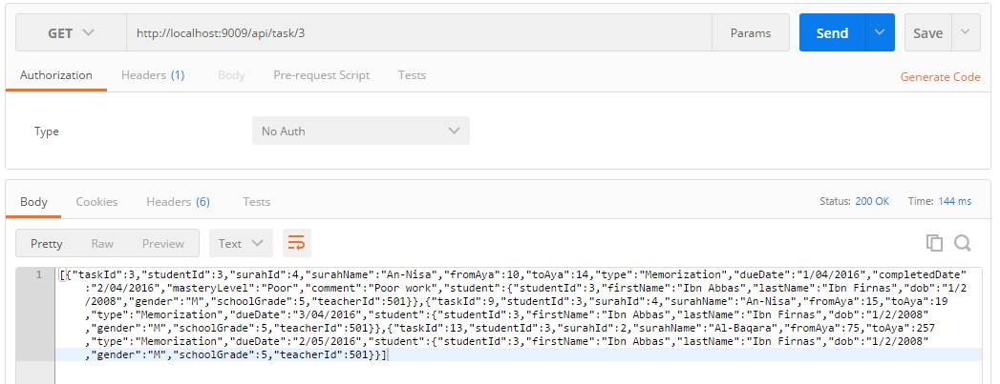 GET http://localhost:9009/api/task/3 Params Send Save
Authorization Headers (1) Body Pre-request Script Tests Generate Code
Type No Auth
Body Cookies Headers (6) Tests Status: 200 OK Time: 144 ms
Pretty Raw Preview Text
1 [{"taskId":3,"studentId":3,"surahId":4,"surahName":"An-Nisa","fromAya":10,"toAya":14,"type":"Memorization","dueDate":"1/04/2016","completedDate"
:"2/04/2016","masteryLevel":"Poor","comment":"Poor work","student":{"studentId":3,"firstName":"Ibn Abbas","lastName":"Ibn Firnas","dob":"1/2
/2008","gender":"M","schoolGrade":5,"teacherId":501}},{"taskId":9,"studentId":3,"surahId":4,"surahName":"An-Nisa","fromAya":15,"toAya":19
,"type":"Memorization","dueDate":"3/04/2016","student":{"studentId":3,"firstName":"Ibn Abbas","lastName":"Ibn Firnas","dob":"1/2/2008"
,"gender":"M","schoolGrade":5,"teacherId":501}},{"taskId":13,"studentId":3,"surahId":2,"surahName":"Al-Baqara","fromAya":75,"toAya":257
,"type":"Memorization","dueDate":"2/05/2016","student":{"studentId":3,"firstName":"Ibn Abbas","lastName":"Ibn Firnas","dob":"1/2/2008"
,"gender":"M","schoolGrade":5,"teacherId":501}}]